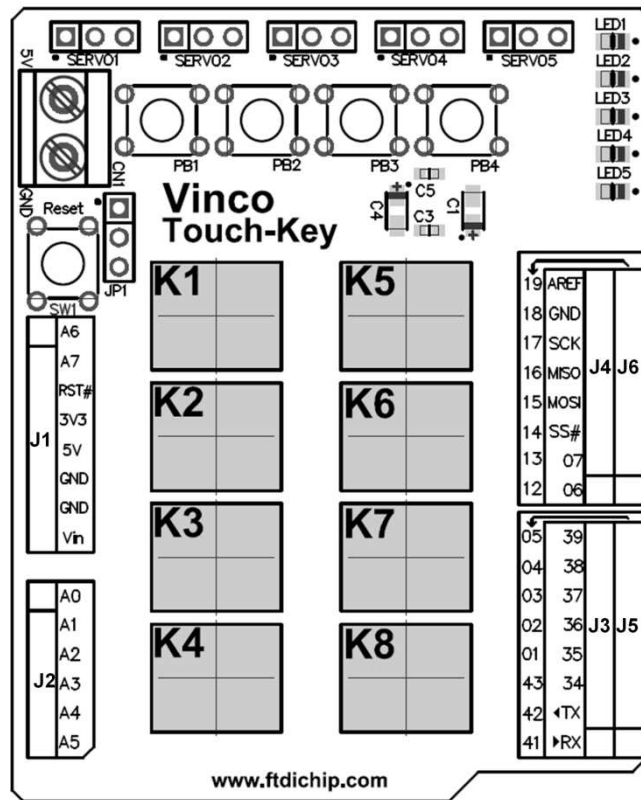 SERVO1 SERVO2 SERVO3 SERVO4 SERVO5
LED1
LED2
LED3
LED4
LED5
5V
GND
CN1
PB1 PB2 PB3 PB4
C5
C4 C3 C1
Vinco
Touch-Key
Reset
SW1
JP1
K1 K5
K2 K6
K3 K7
K4 K8
J1
A6
A7
RST#
3V3
5V
GND
GND
Vin
J2
A0
A1
A2
A3
A4
A5
19 AREF
18 GND
17 SCK
16 MISO
15 MOSI
14 SS#
13 07
12 06
J4 J6
05 39
04 38
03 37
02 36
01 35
43 34
42 TX
41 RX
J3 J5
www.ftdichip.com